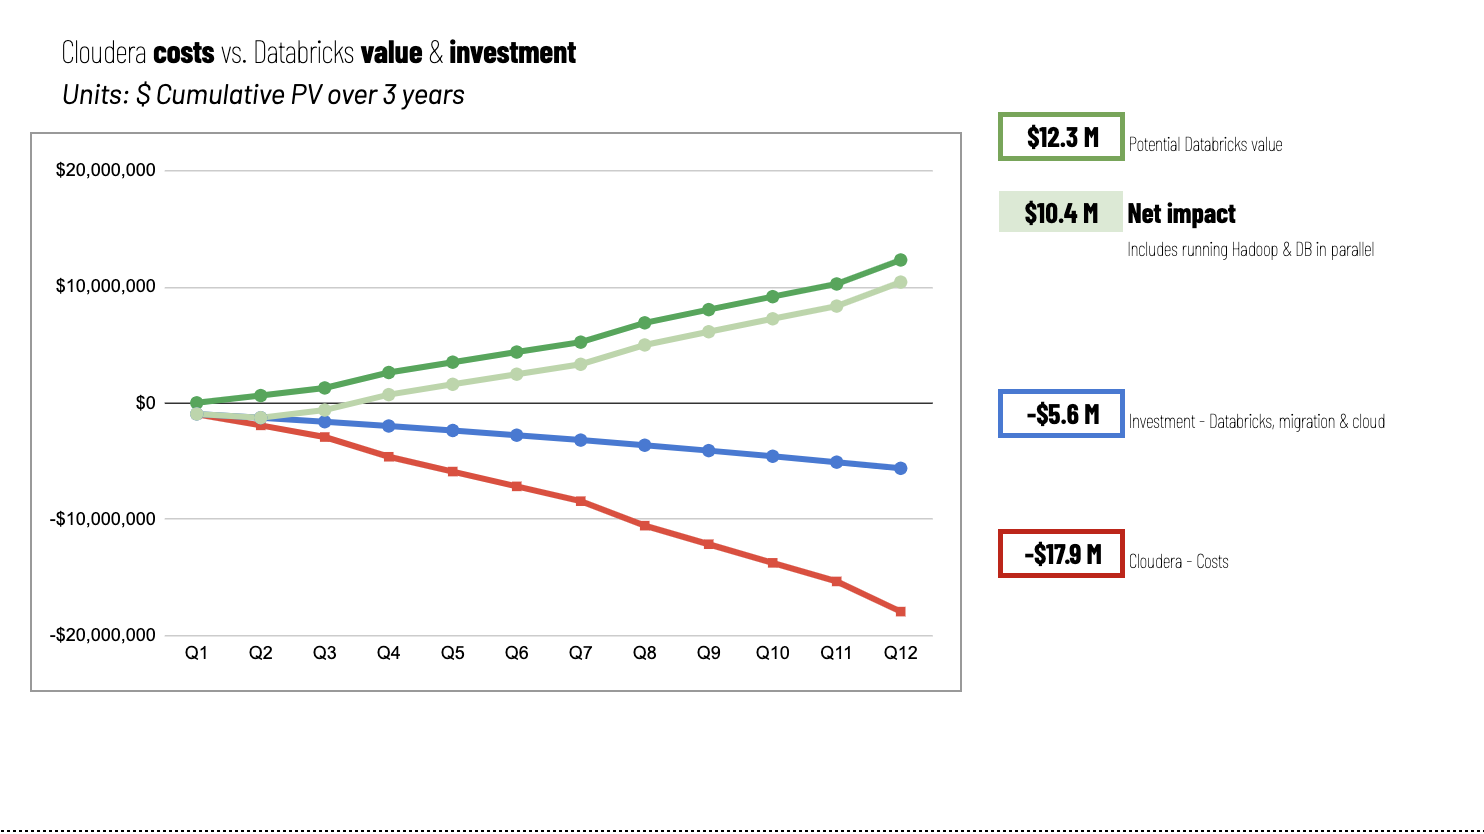 Cloudera costs vs. Databricks value & investment
Units: $ Cumulative PV over 3 years
$20,000,000
$10,000,000
$0
-$10,000,000
-$20,000,000
Q1 Q2 Q3 Q4 Q5 Q6 Q7 Q8 Q9 Q10 Q11 Q12
$12.3 M Potential Databricks value
$10.4 M Net impact
Includes running Hadoop & DB in parallel
-$5.6 M Investment - Databricks, migration & cloud
-$17.9 M Cloudera - Costs